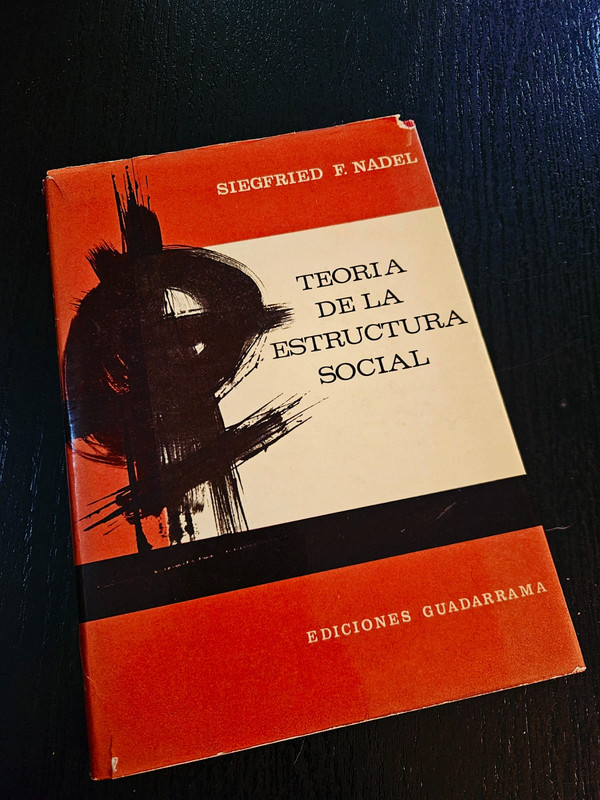 SIEGFRIED F. NADEL
TEORIA
DE LA
ESTRUCTURA
SOCIAL
EDICIONES GUADARRAMA